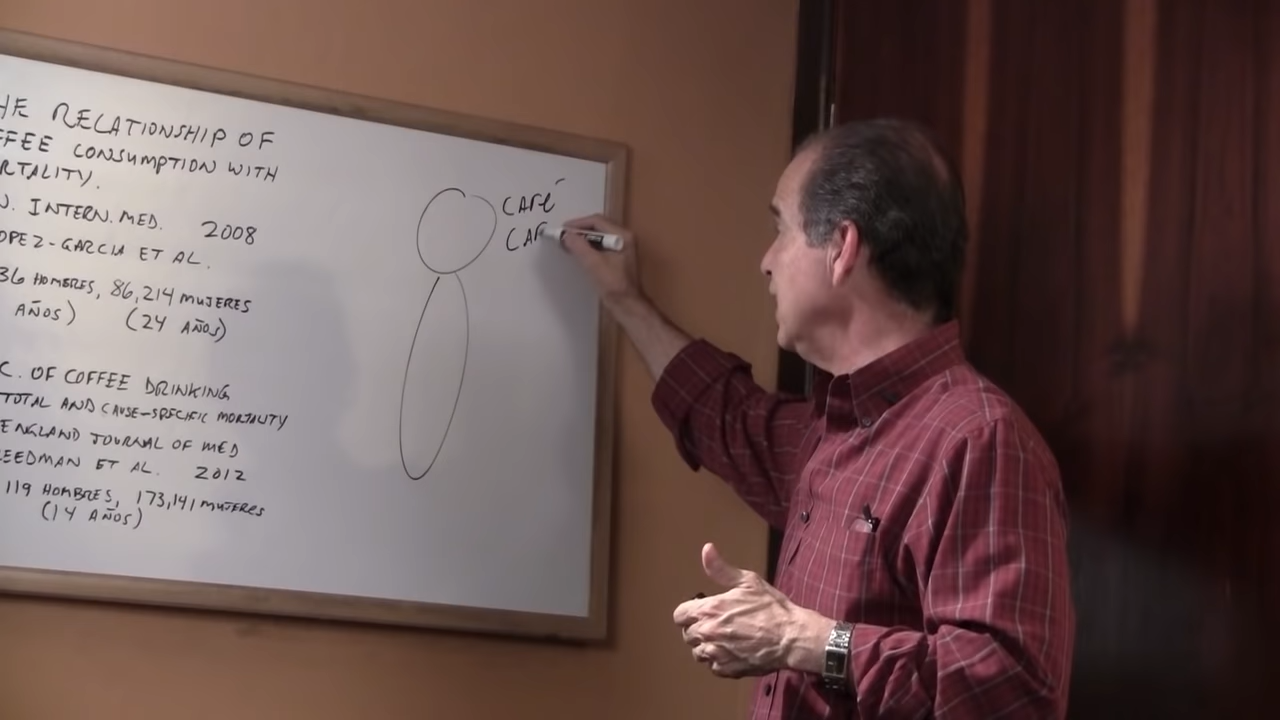 HE RELATIONSHIP OF
FFEE CONSUMPTION WITH
RTALITY.
N. INTERN. MED. 2008
OPEZ-GARCIA ET AL.
36 HOMBRES, 86,214 MUJERES
AÑOS) (24 AÑOS)
C. OF COFFEE DRINKING
TOTAL AND CAUSE-SPECIFIC MORTALITY
ENGLAND JOURNAL OF MED
EEDMAN ET AL. 2012
119 HOMBRES, 173,141 MUJERES
(14 AÑOS)
CAFÉ
CAF